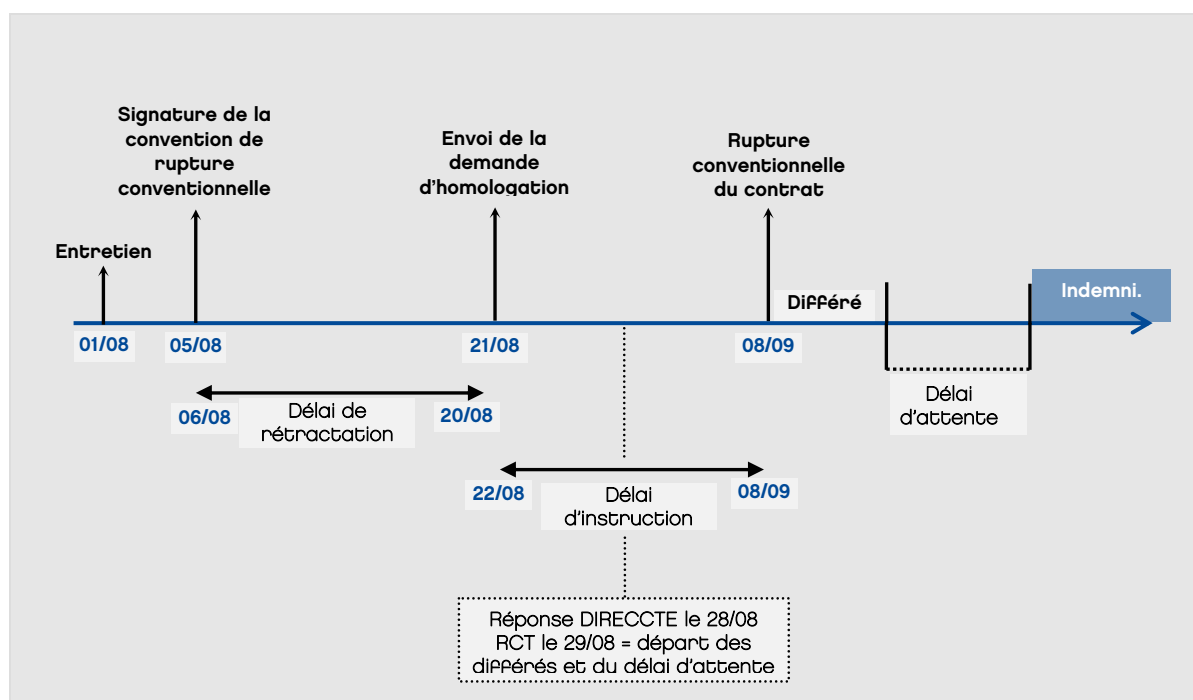 Signature de la
convention de
rupture
conventionnelle
Envoi de la
demande
d'homologation
Rupture
conventionnelle
du contrat
Entretien
Différé
Indemni.
01/08
05/08
21/08
08/09
06/08
Délai de
rétractation
20/08
Délai
d'attente
22/08
Délai
d'instruction
08/09
Réponse DIRECCTE le 28/08
RCT le 29/08 = départ des
différés et du délai d'attente